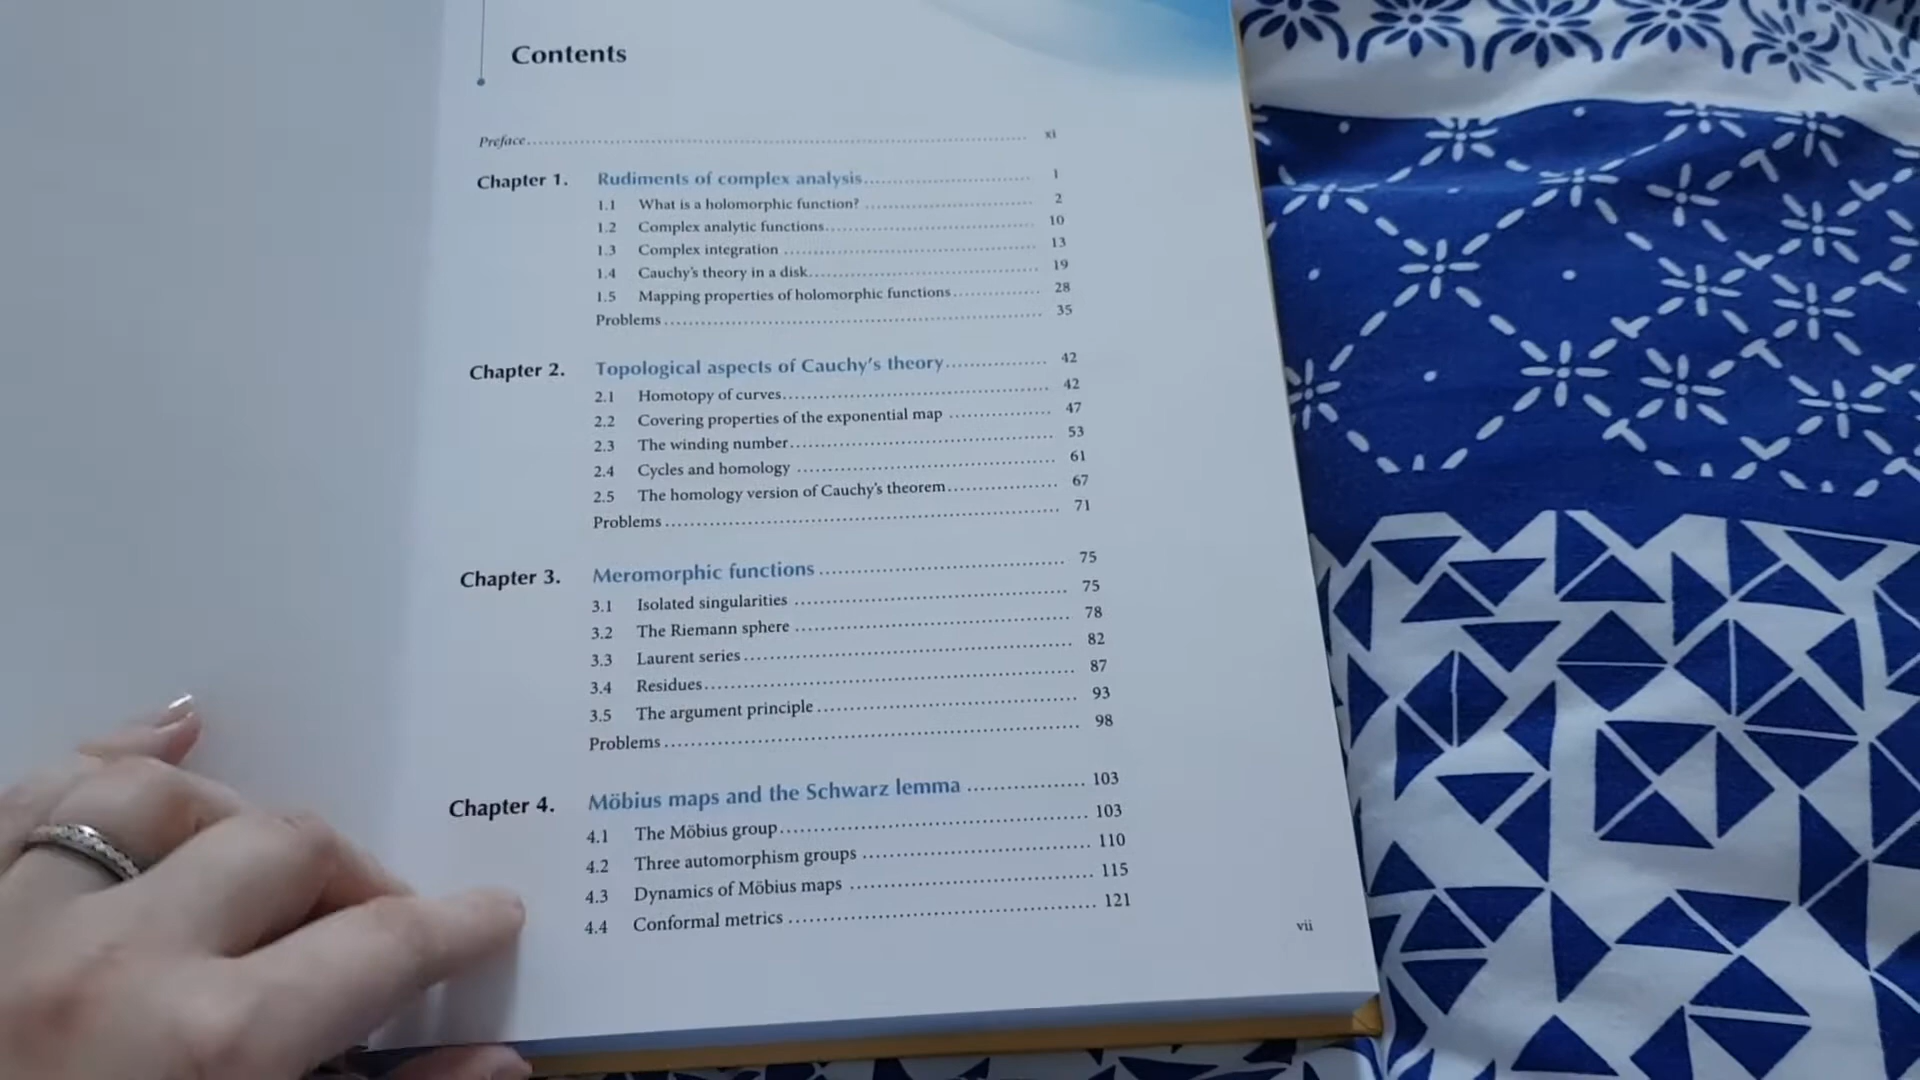 Contents
Preface ........ xi
Chapter 1. Rudiments of complex analysis ........ 1
1.1 What is a holomorphic function? ........ 2
1.2 Complex analytic functions ........ 10
1.3 Complex integration ........ 13
1.4 Cauchy's theory in a disk ........ 19
1.5 Mapping properties of holomorphic functions ........ 28
Problems ........ 35
Chapter 2. Topological aspects of Cauchy's theory ........ 42
2.1 Homotopy of curves ........ 42
2.2 Covering properties of the exponential map ........ 47
2.3 The winding number ........ 53
2.4 Cycles and homology ........ 61
2.5 The homology version of Cauchy's theorem ........ 67
Problems ........ 71
Chapter 3. Meromorphic functions ........ 75
3.1 Isolated singularities ........ 75
3.2 The Riemann sphere ........ 78
3.3 Laurent series ........ 82
3.4 Residues ........ 87
3.5 The argument principle ........ 93
Problems ........ 98
Chapter 4. Möbius maps and the Schwarz lemma ........ 103
4.1 The Möbius group ........ 103
4.2 Three automorphism groups ........ 110
4.3 Dynamics of Möbius maps ........ 115
4.4 Conformal metrics ........ 121
vii